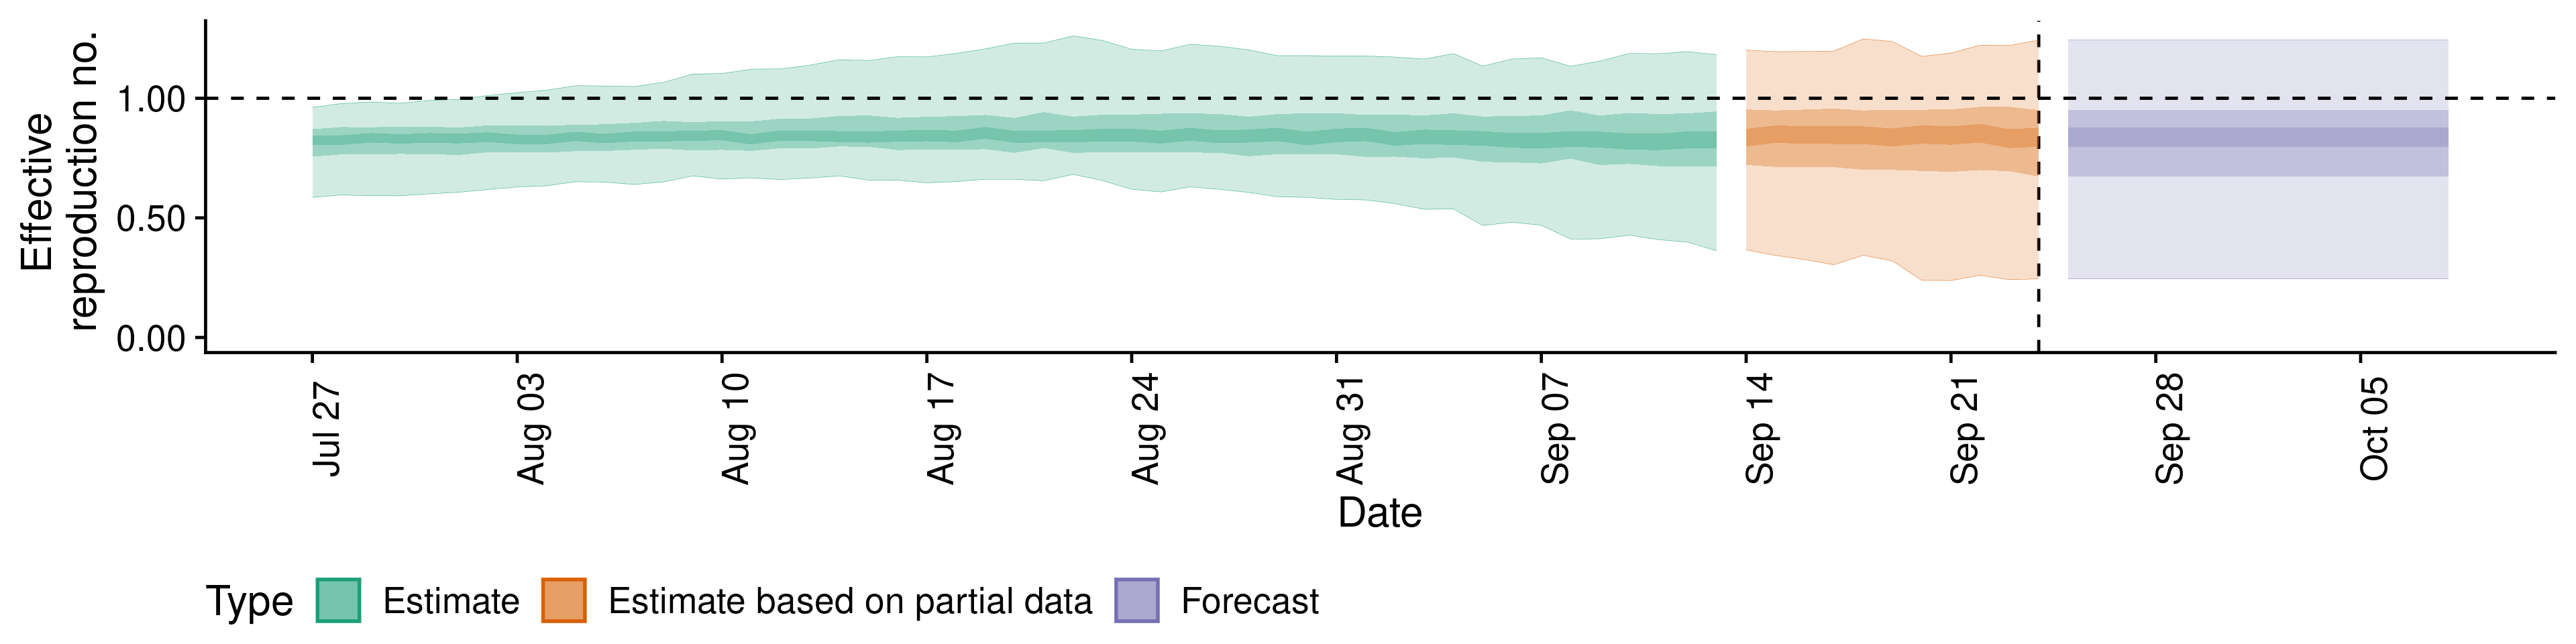 Effective
reproduction no.
1.00
0.50
0.00
Jul 27
Aug 03
Aug 10
Aug 17
Aug 24
Aug 31
Sep 07
Sep 14
Sep 21
Sep 28
Oct 05
Date
Type Estimate Estimate based on partial data Forecast